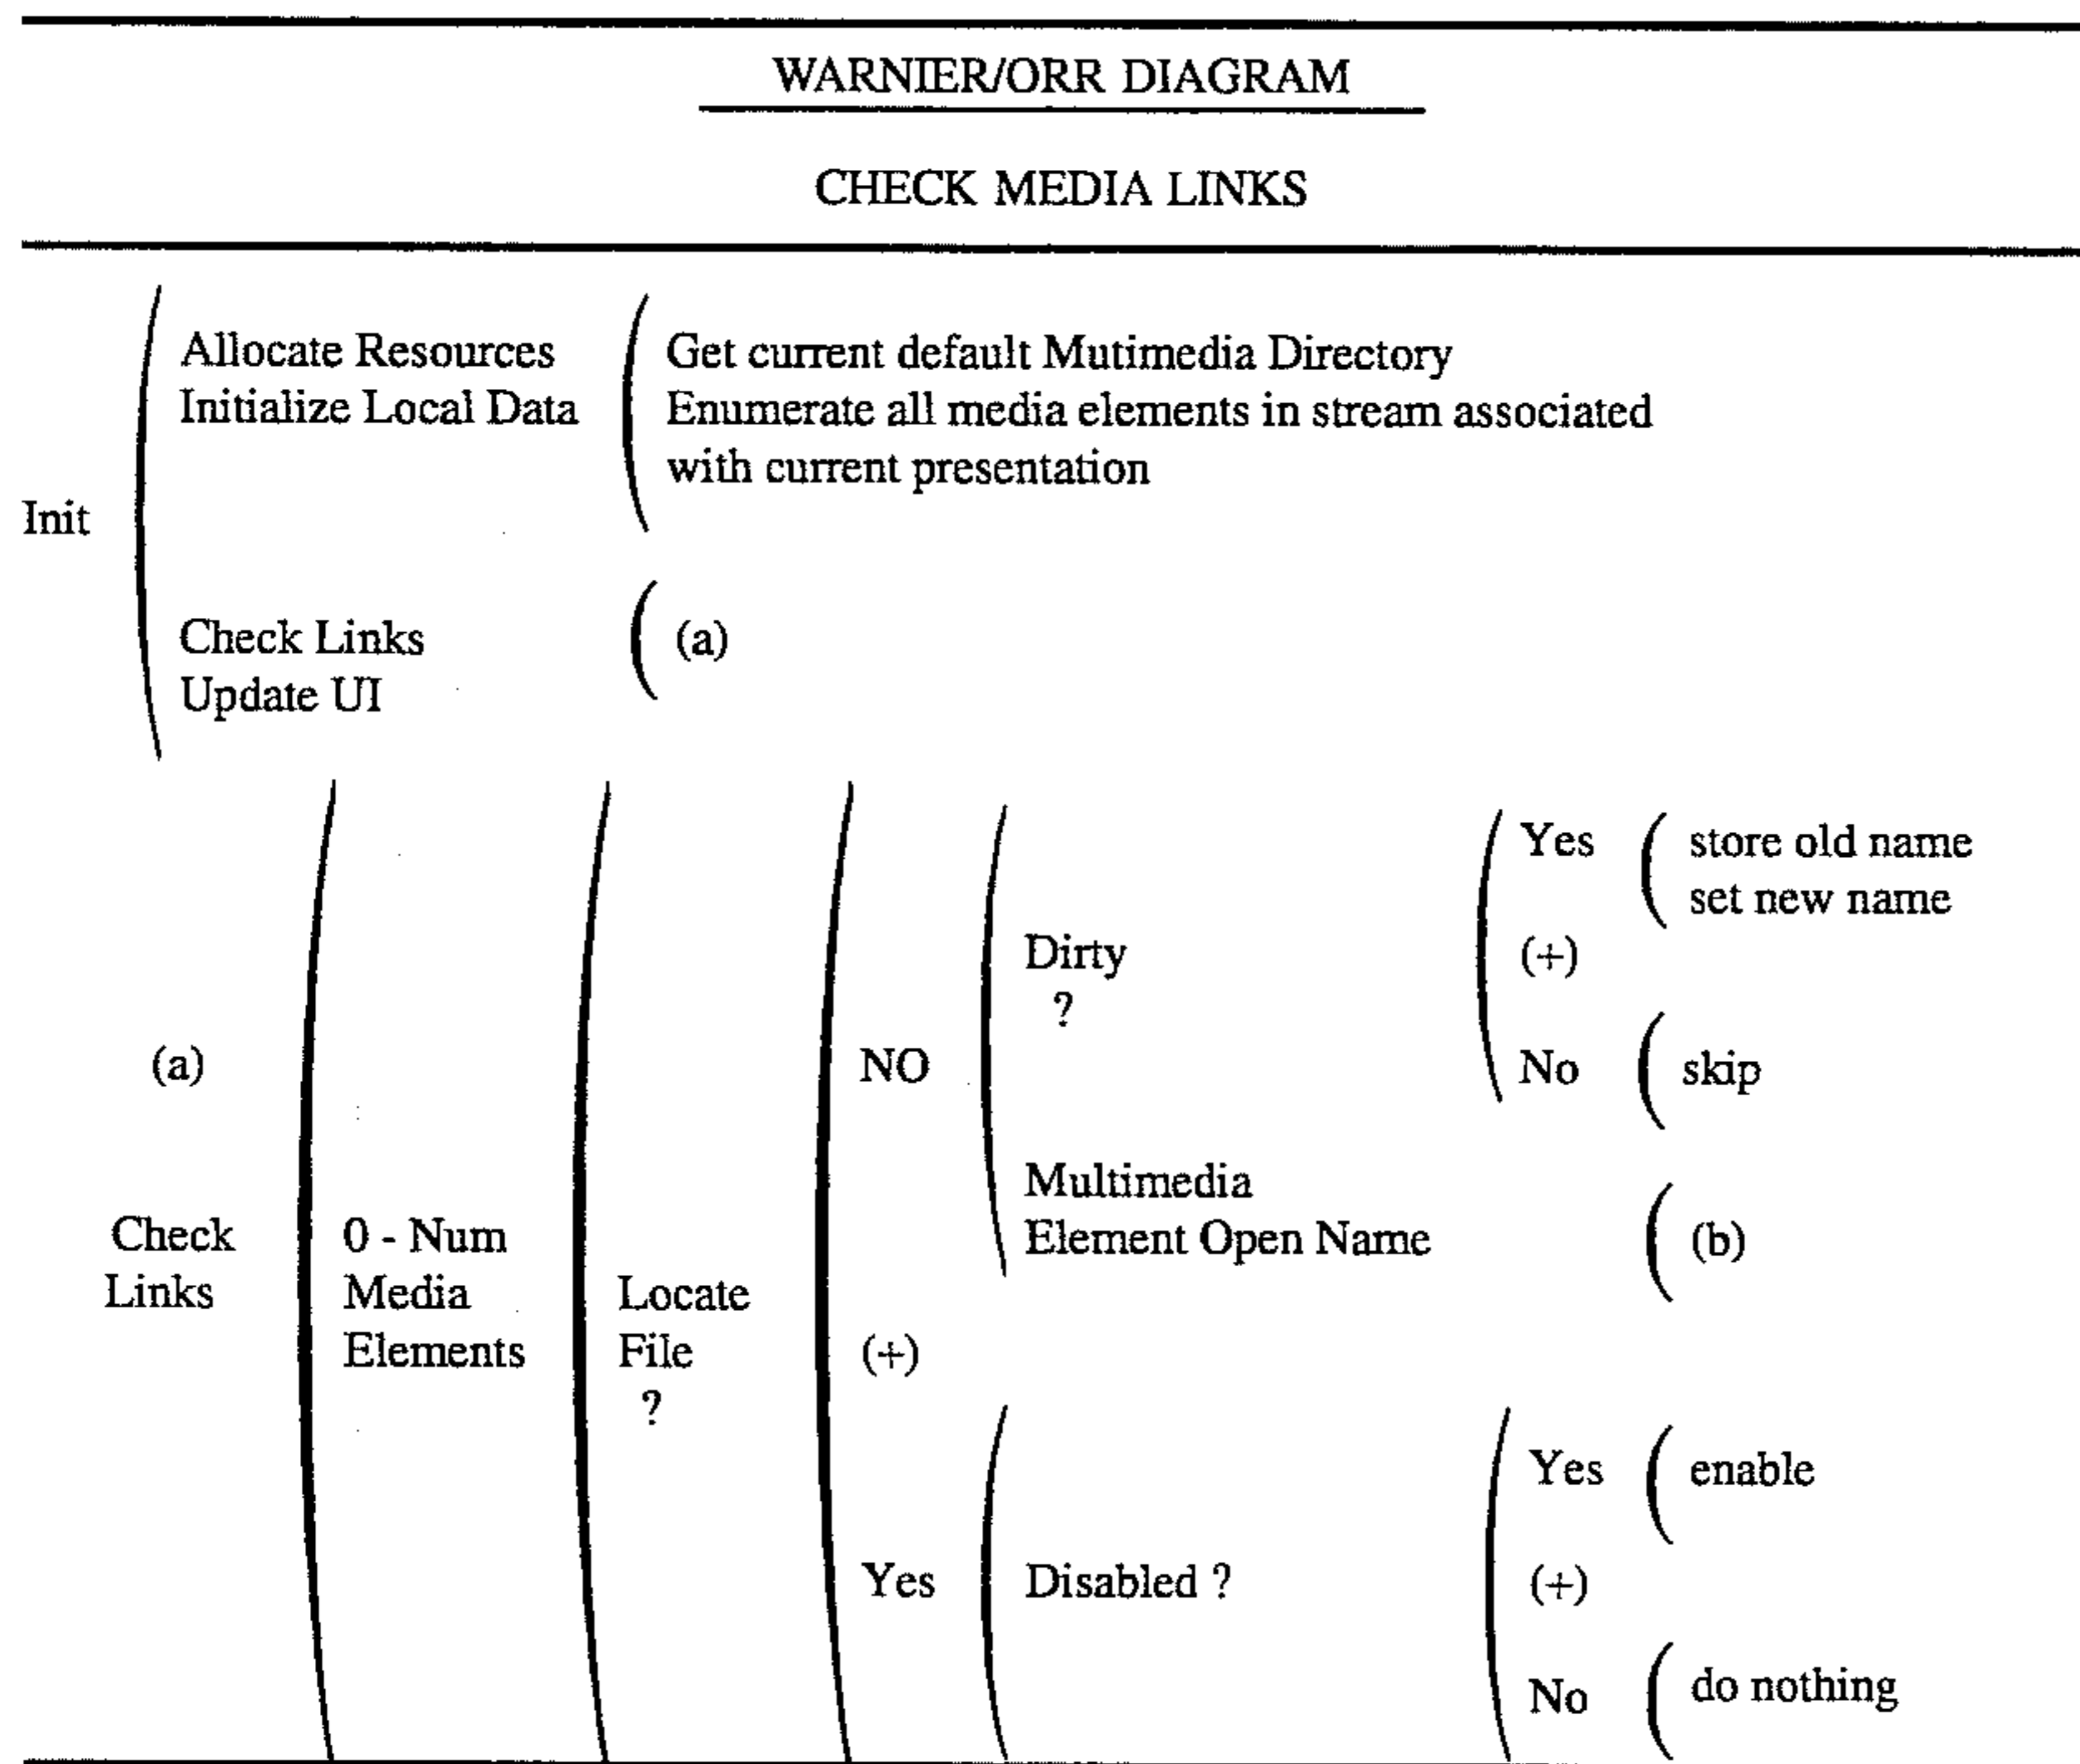 WARNIER/ORR DIAGRAM
CHECK MEDIA LINKS
Init
Allocate Resources
Initialize Local Data
Get current default Mutimedia Directory
Enumerate all media elements in stream associated
with current presentation
Check Links
Update UI
(a)
(a)
Check
Links
0 - Num
Media
Elements
Locate
File
?
NO
Dirty
?
Yes
store old name
set new name
(+)
No
skip
Multimedia
Element Open Name
(b)
(+)
Yes
Disabled ?
Yes
enable
(+)
No
do nothing